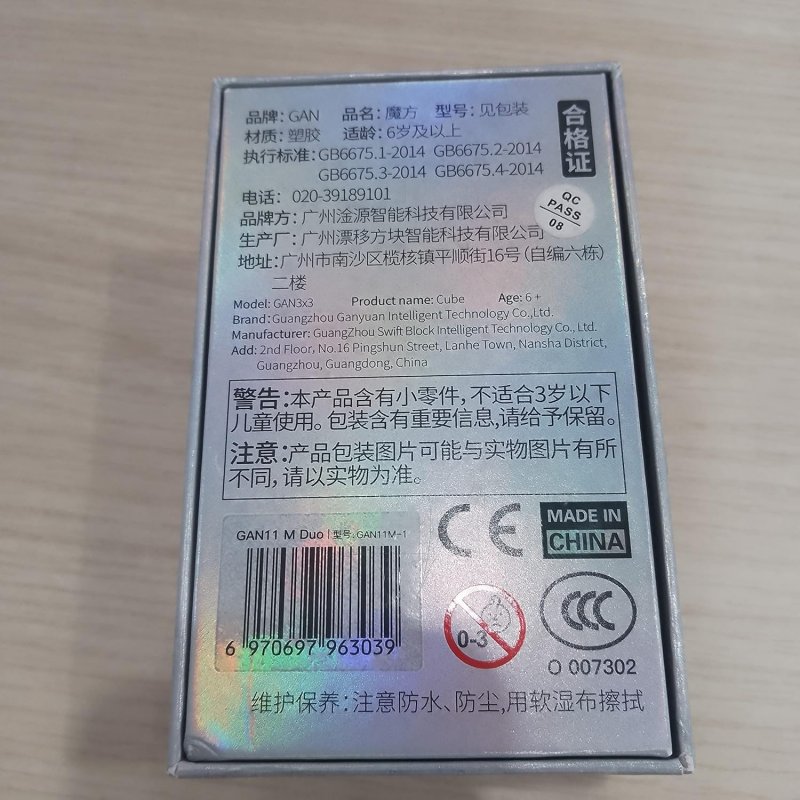 品牌：GAN 品名：魔方 型号：见包装
材质：塑胶 适龄：6岁及以上
执行标准：GB6675.1-2014 GB6675.2-2014
GB6675.3-2014 GB6675.4-2014
合格证
电话： 020-39189101
QC
PASS
08
品牌方：广州淦源智能科技有限公司
生产厂：广州漂移方块智能科技有限公司
地址：广州市南沙区榄核镇平顺街16号（自编六栋）
二楼
Model: GAN3x3 Product name: Cube Age: 6 +
Brand: Guangzhou Ganyuan Intelligent Technology Co.,Ltd.
Manufacturer: GuangZhou Swift Block Intelligent Technology Co., Ltd.
Add: 2nd Floor, No.16 Pingshun Street, Lanhe Town, Nansha District,
Guangzhou, Guangdong, China
警告：本产品含有小零件，不适合3岁以下
儿童使用。包装含有重要信息,请给予保留。
注意：产品包装图片可能与实物图片有所
不同，请以实物为准。
GAN11 M Duo | 型号: GAN11M-1
6 970697 963039
CE
MADE IN
CHINA
0-3
CCC
O 007302
维护保养：注意防水、防尘,用软湿布擦拭